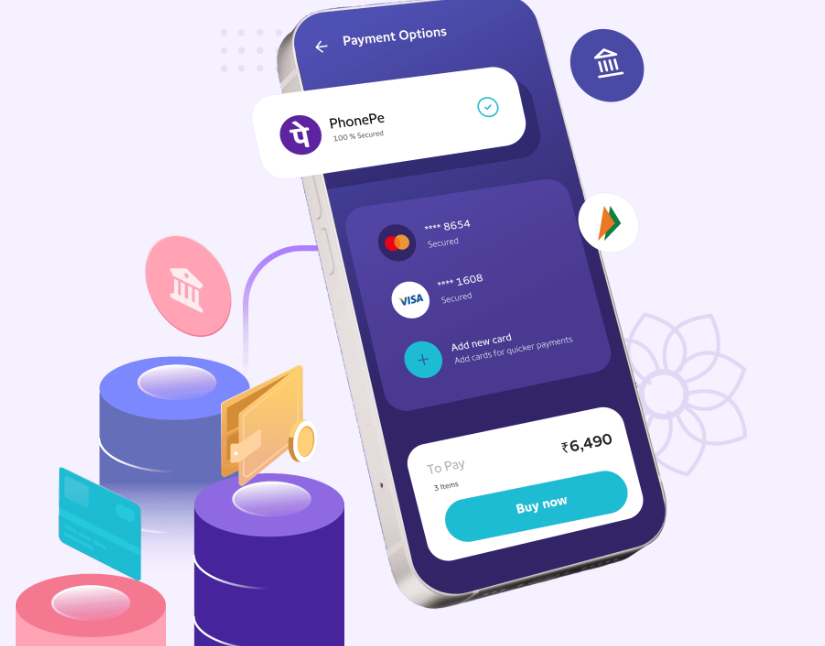 Payment Options
पे
PhonePe
100 % Secured
**** 8654
Secured
VISA
**** 1608
Secured
Add new card
Add cards for quicker payments
To Pay
₹6,490
3 Items
Buy now